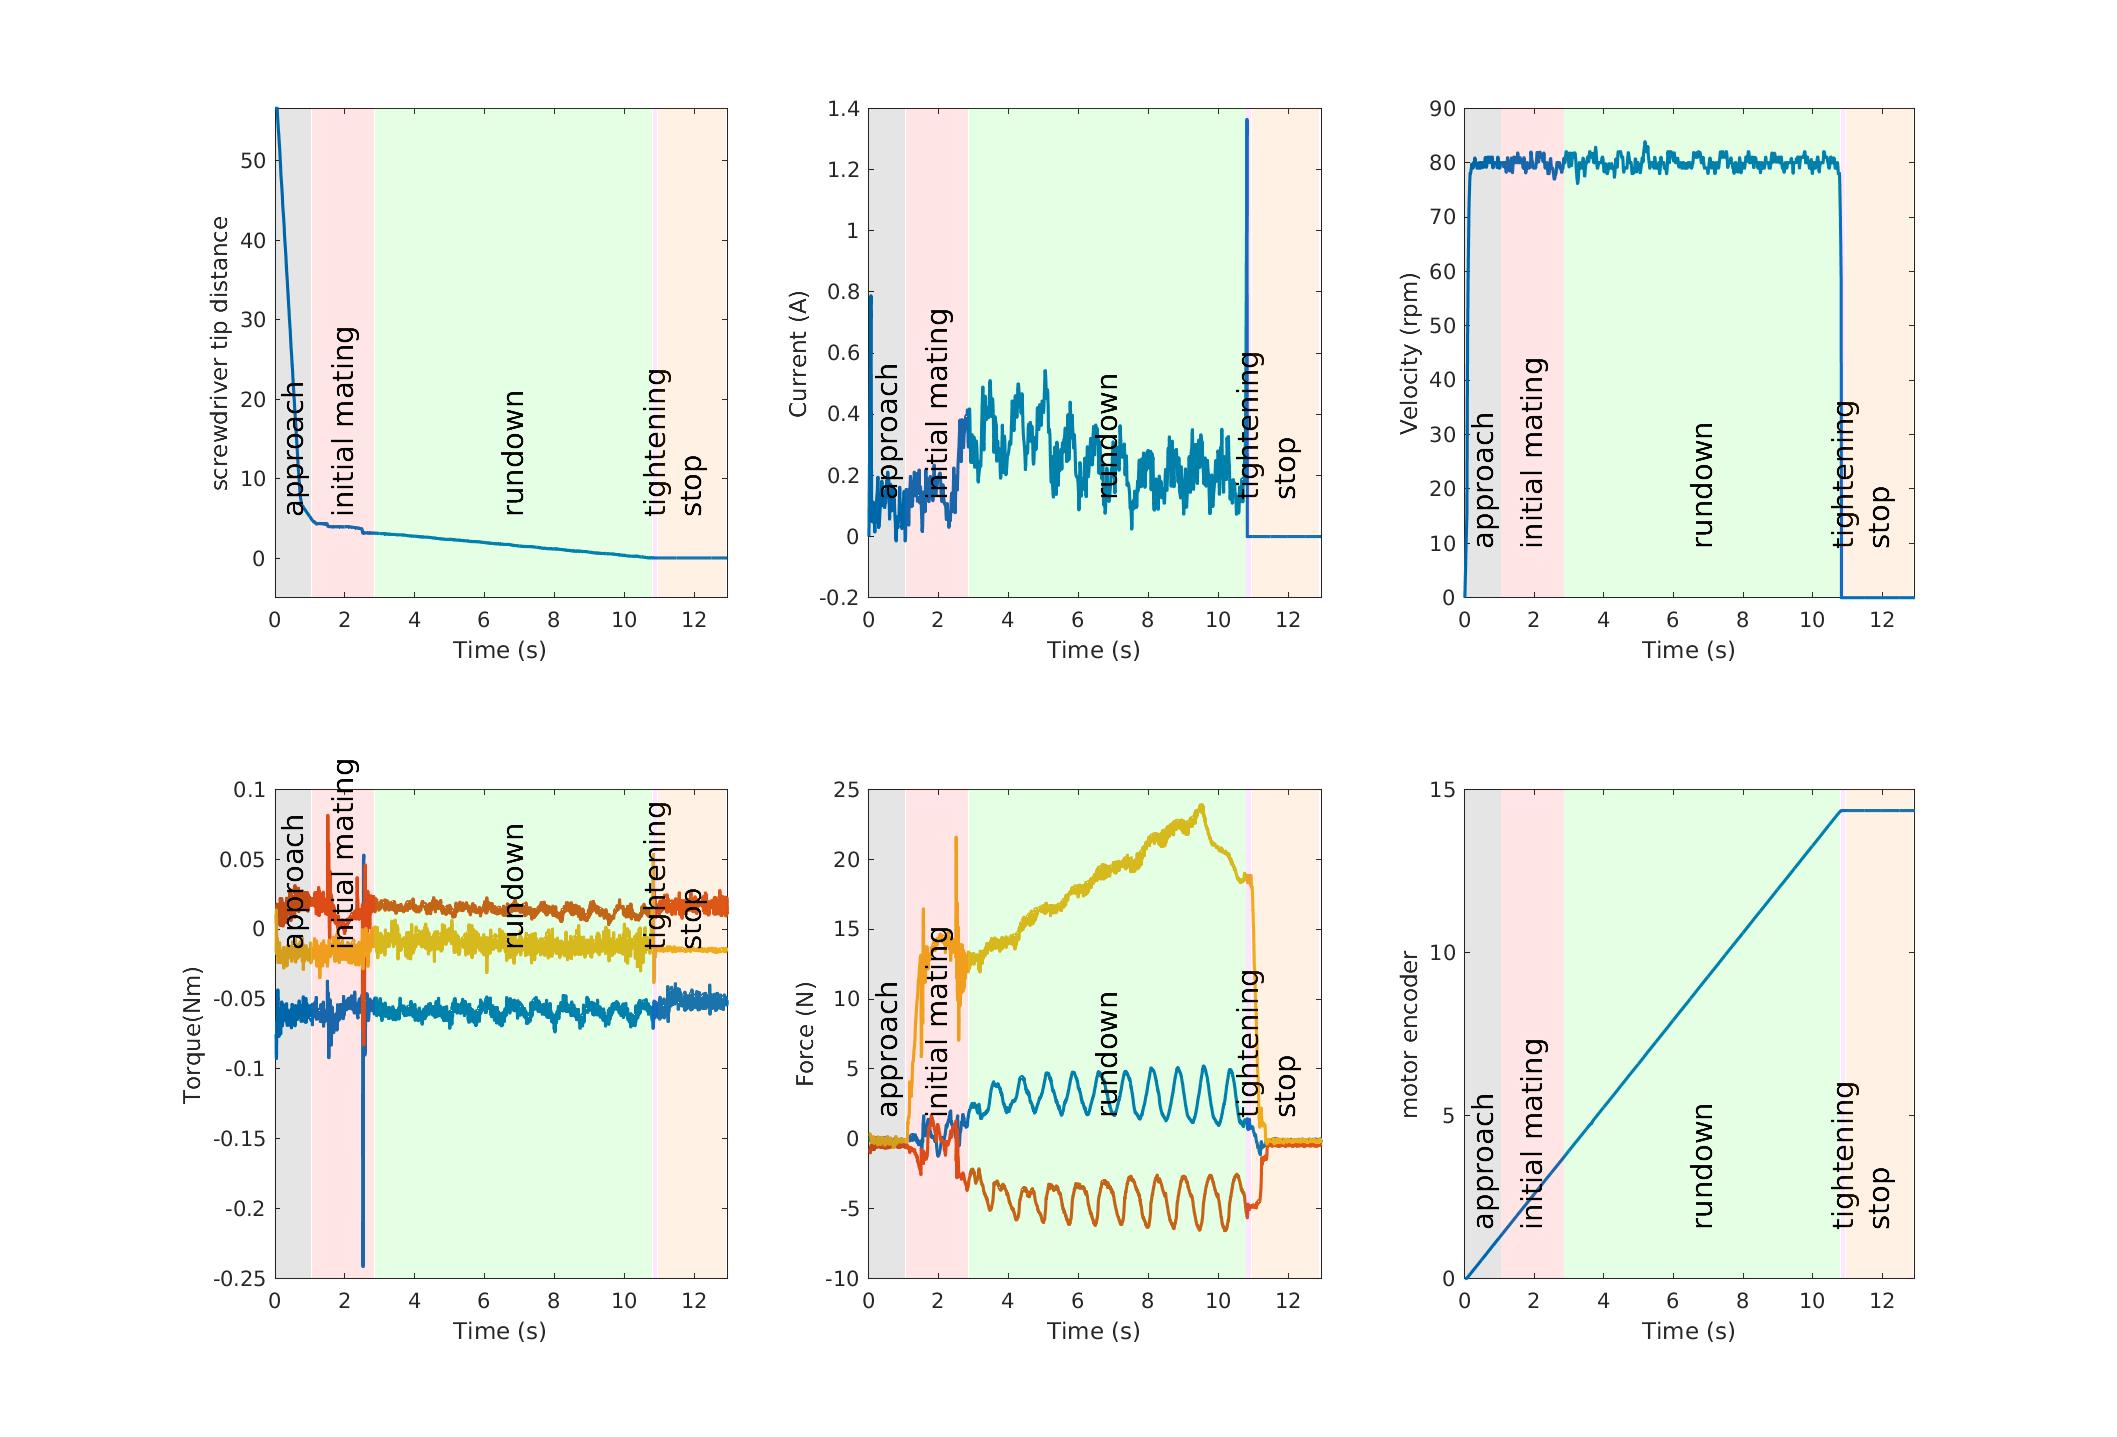 50
40
30
20
10
0
screwdriver tip distance
approach
initial mating
rundown
tightening
stop
0 2 4 6 8 10 12
Time (s)
1.4
1.2
1
0.8
0.6
0.4
0.2
0
-0.2
Current (A)
approach
initial mating
rundown
tightening
stop
0 2 4 6 8 10 12
Time (s)
90
80
70
60
50
40
30
20
10
0
Velocity (rpm)
approach
initial mating
rundown
tightening
stop
0 2 4 6 8 10 12
Time (s)
0.1
0.05
0
-0.05
-0.1
-0.15
-0.2
-0.25
Torque(Nm)
approach
initial mating
rundown
tightening
stop
0 2 4 6 8 10 12
Time (s)
25
20
15
10
5
0
-5
-10
Force (N)
approach
initial mating
rundown
tightening
stop
0 2 4 6 8 10 12
Time (s)
15
10
5
0
motor encoder
approach
initial mating
rundown
tightening
stop
0 2 4 6 8 10 12
Time (s)